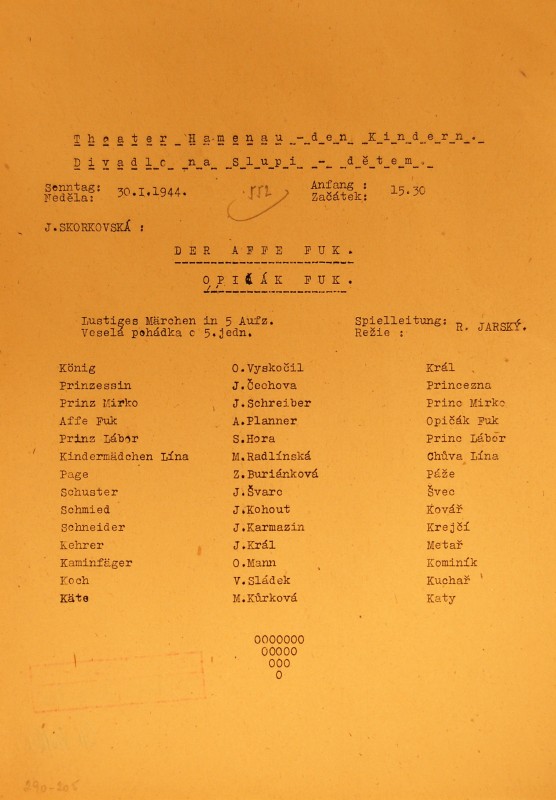 Theater Hamenau - den Kindern.
Divadlo na Slupi - dětem.
Sonntag: 30.I.1944. 552 Anfang : 15.30
Neděla: Začátek:
J.SKORKOVSKÁ :
DER AFFE FUK.
OPIČÁK FUK.
Lustiges Märchen in 5 Aufz. Spielleitung: R. JARSKÝ.
Veselá pohádka o 5.jedn. Režie :
König O.Vyskočil Král
Prinzessin J.Čechova Princezna
Prinz Mirko J.Schreiber Princ Mirko
Affe Fuk A.Planner Opičák Fuk
Prinz Lábor S.Hora Princ Lábor
Kindermädchen Lína M.Radlínská Chůva Lína
Page Z.Buriánková Páže
Schuster J.Švarc Švec
Schmied J.Kohout Kovář
Schneider J.Karmazin Krejčí
Kehrer J.Král Metař
Kaminfäger O.Mann Kominík
Koch V.Sládek Kuchař
Käte M.Kůrková Katy
0000000
00000
000
0
290-205